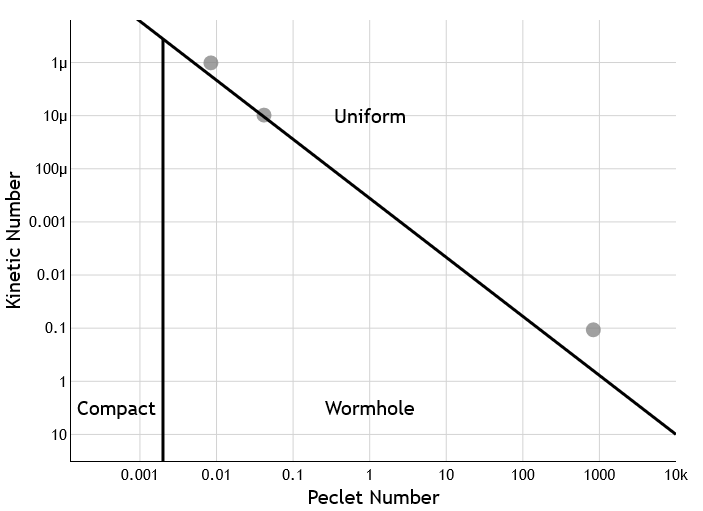 1μ
10μ
Uniform
100μ
Kinetic Number
0.001
0.01
0.1
1
Compact
Wormhole
10
0.001 0.01 0.1 1 10 100 1000 10k
Peclet Number